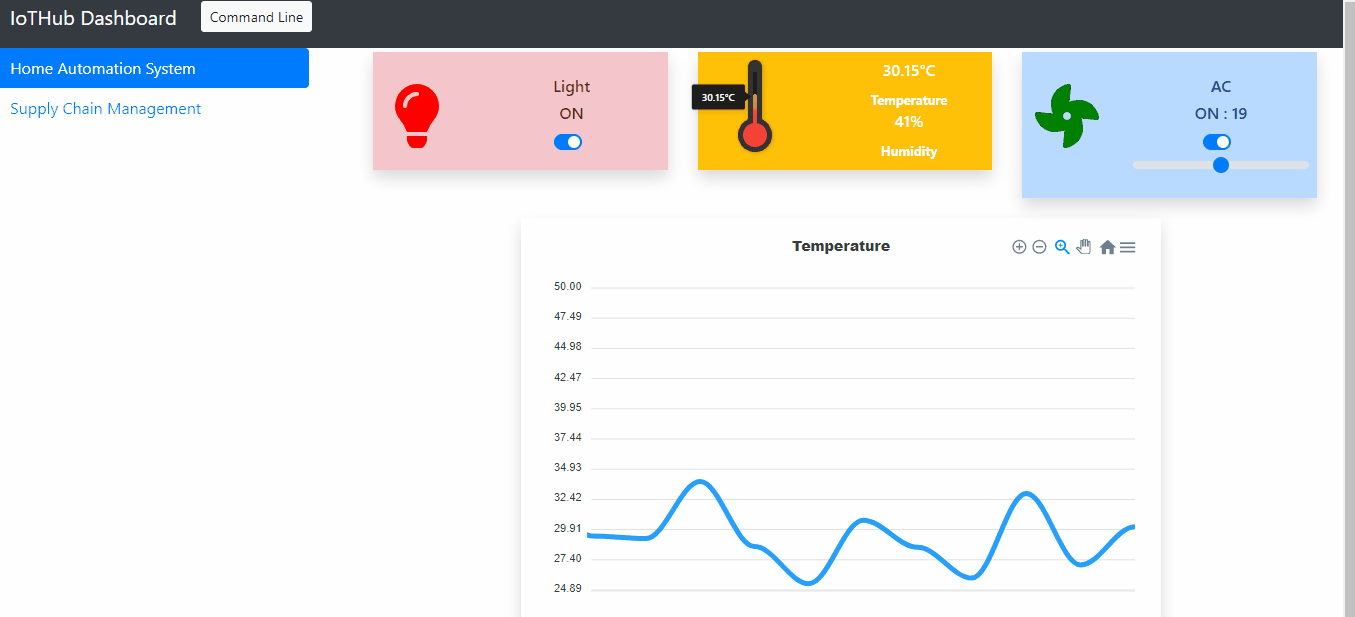 IoTHub Dashboard
Command Line
Home Automation System
Supply Chain Management
Light
ON
30.15°C
30.15°C
Temperature
41%
Humidity
AC
ON : 19
Temperature
50.00
47.49
44.98
42.47
39.95
37.44
34.93
32.42
29.91
27.40
24.89